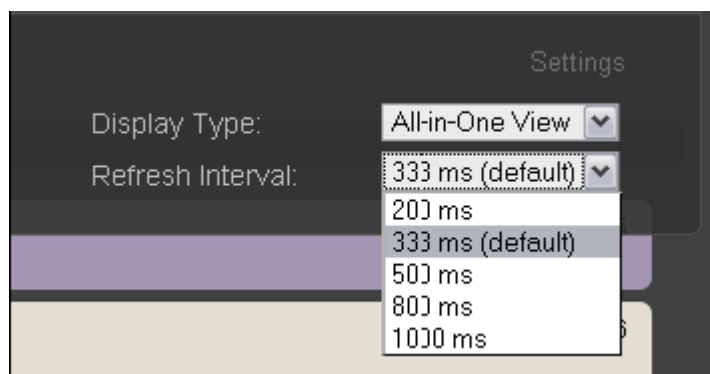 Settings
Display Type: All-in-One View
Refresh Interval: 333 ms (default)
200 ms
333 ms (default)
500 ms
800 ms
1000 ms